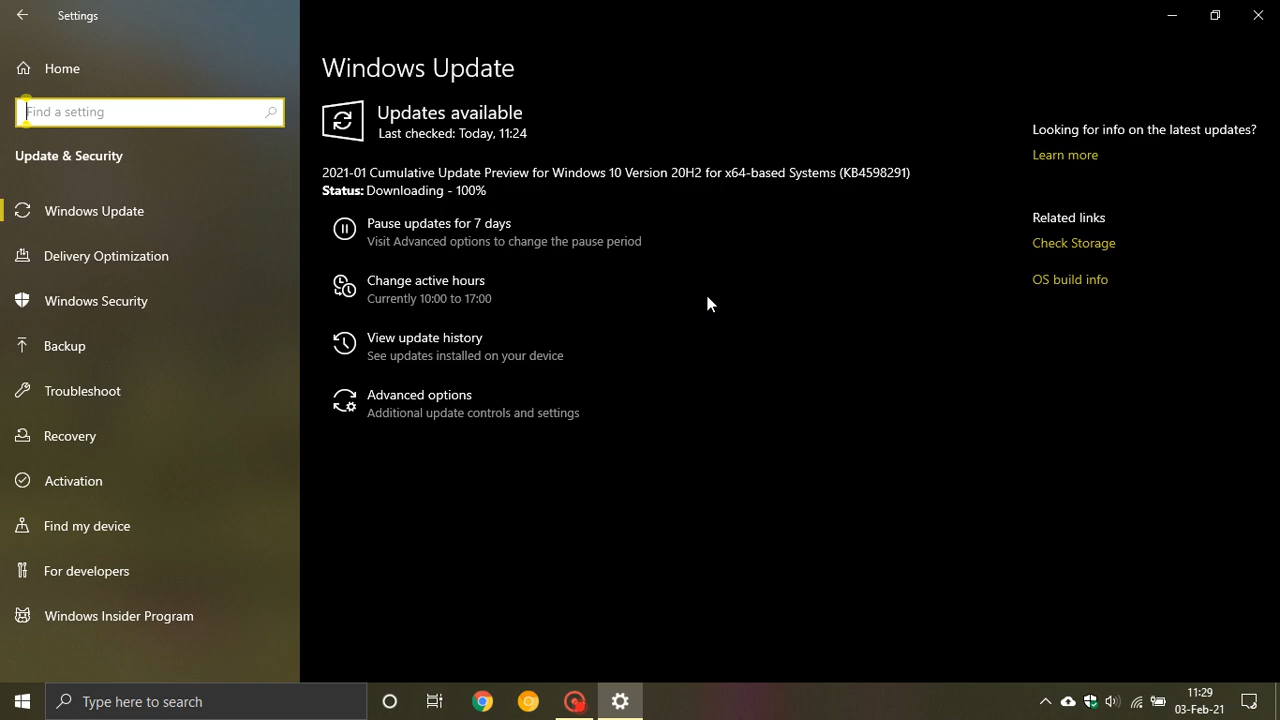 Settings
Home
Find a setting
Update & Security
Windows Update
Delivery Optimization
Windows Security
Backup
Troubleshoot
Recovery
Activation
Find my device
For developers
Windows Insider Program
Windows Update
Updates available
Last checked: Today, 11:24
2021-01 Cumulative Update Preview for Windows 10 Version 20H2 for x64-based Systems (KB4598291)
Status: Downloading - 100%
Pause updates for 7 days
Visit Advanced options to change the pause period
Change active hours
Currently 10:00 to 17:00
View update history
See updates installed on your device
Advanced options
Additional update controls and settings
Looking for info on the latest updates?
Learn more
Related links
Check Storage
OS build info
Type here to search
11:29
03-Feb-21